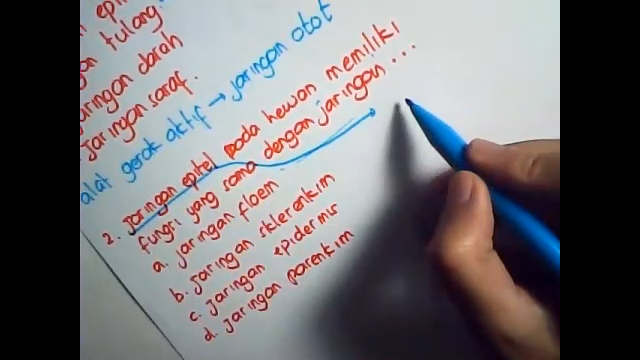 tulang
jaringan darah
jaringan saraf.
alat gerak aktif → jaringan otot
2. Jaringan epitel pada hewan memiliki
fungsi yang sama dengan jaringan ...
a. jaringan floem
b. jaringan sklerenkim
c. jaringan epidermis
d. jaringan parenkim